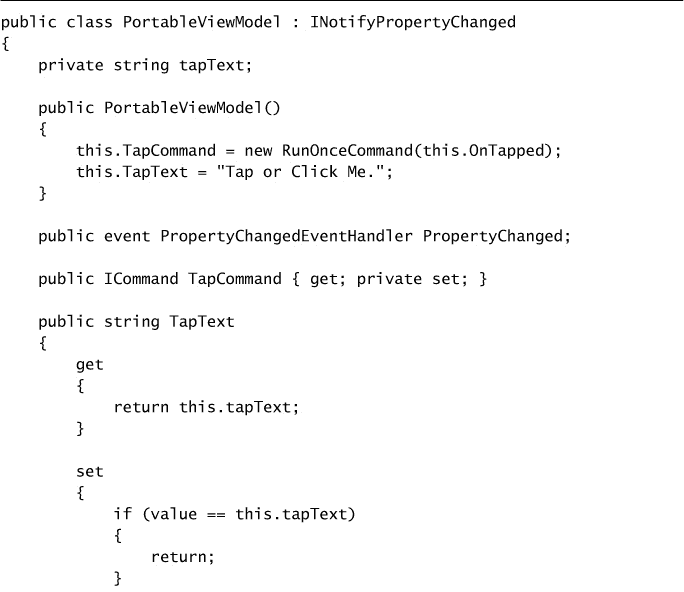 public class PortableViewModel : INotifyPropertyChanged
{
    private string tapText;

    public PortableViewModel()
    {
        this.TapCommand = new RunOnceCommand(this.OnTapped);
        this.TapText = "Tap or Click Me.";
    }

    public event PropertyChangedEventHandler PropertyChanged;

    public ICommand TapCommand { get; private set; }

    public string TapText
    {
        get
        {
            return this.tapText;
        }

        set
        {
            if (value == this.tapText)
            {
                return;
            }